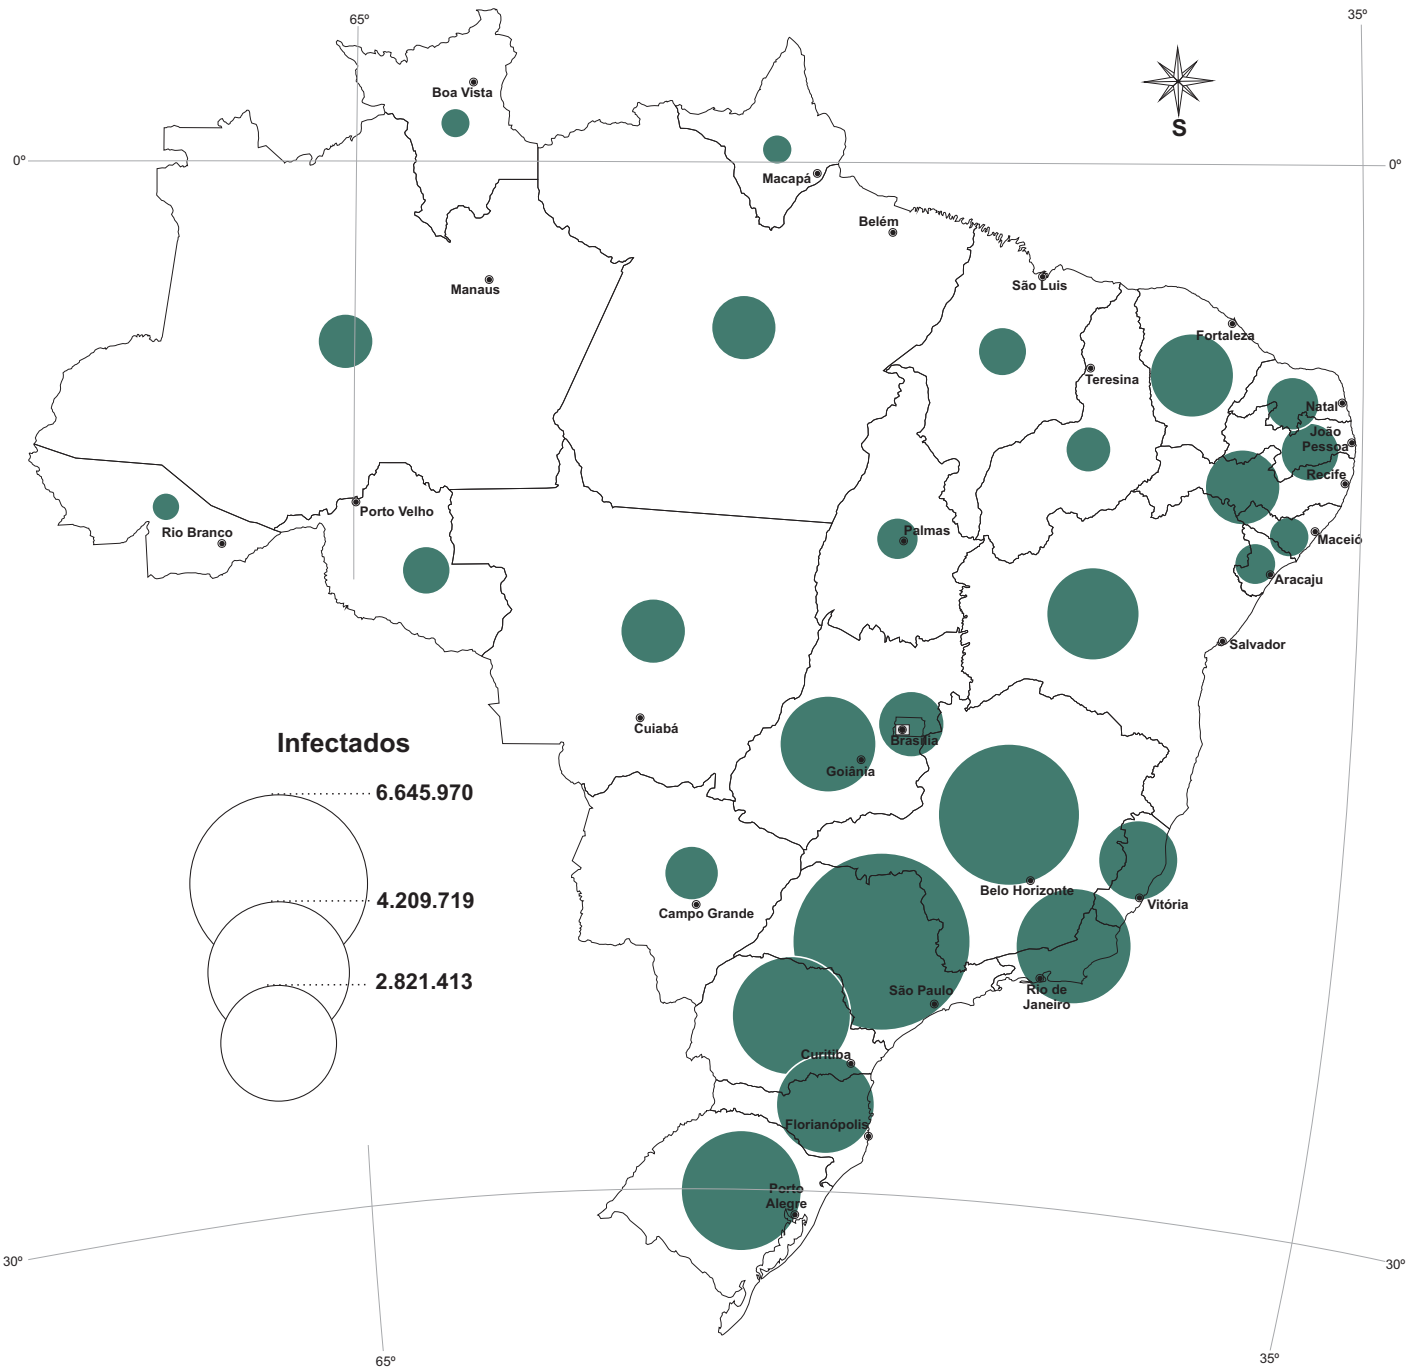 65º
35º
Boa Vista
S
0º
0º
Macapá
Belém
Manaus
São Luis
Fortaleza
Teresina
Natal
João
Pessoa
Recife
Porto Velho
Rio Branco
Palmas
Maceió
Aracaju
Salvador
Cuiabá
Brasília
Goiânia
Infectados
6.645.970
4.209.719
2.821.413
Belo Horizonte
Vitória
Campo Grande
São Paulo
Rio de
Janeiro
Curitiba
Florianópolis
Porto
Alegre
30º
30º
65º
35º